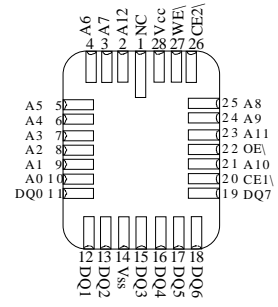 A6 A7 A12 NC Vcc WE\ CE2\
4 3 2 1 28 27 26
A5 5
A4 6
A3 7
A2 8
A1 9
A0 10
DQ0 11
25 A8
24 A9
23 A11
22 OE\
21 A10
20 CE1\
19 DQ7
12 13 14 15 16 17 18
DQ1 DQ2 Vss DQ3 DQ4 DQ5 DQ6